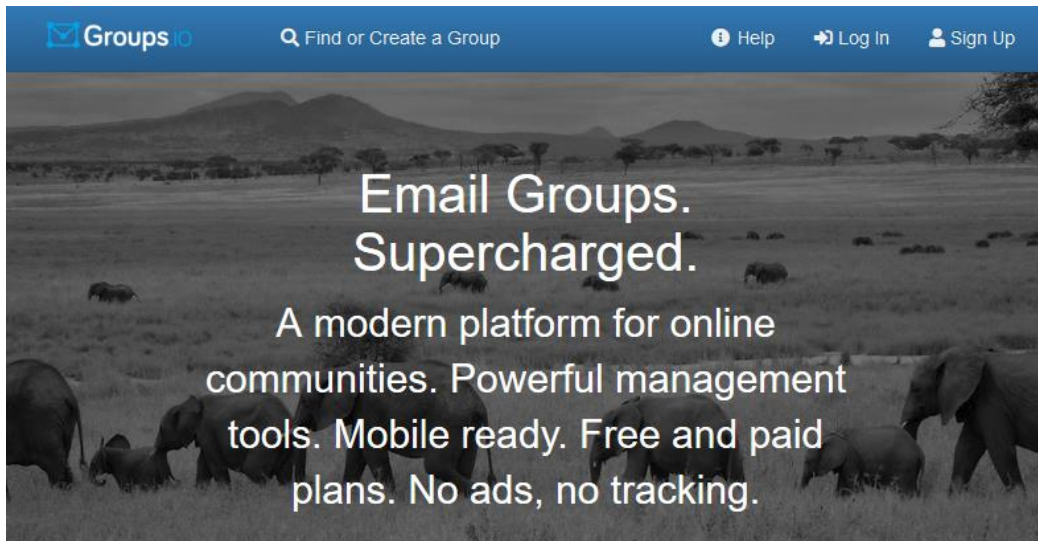 Groups.io Find or Create a Group Help Log In Sign Up
Email Groups.
Supercharged.
A modern platform for online
communities. Powerful management
tools. Mobile ready. Free and paid
plans. No ads, no tracking.